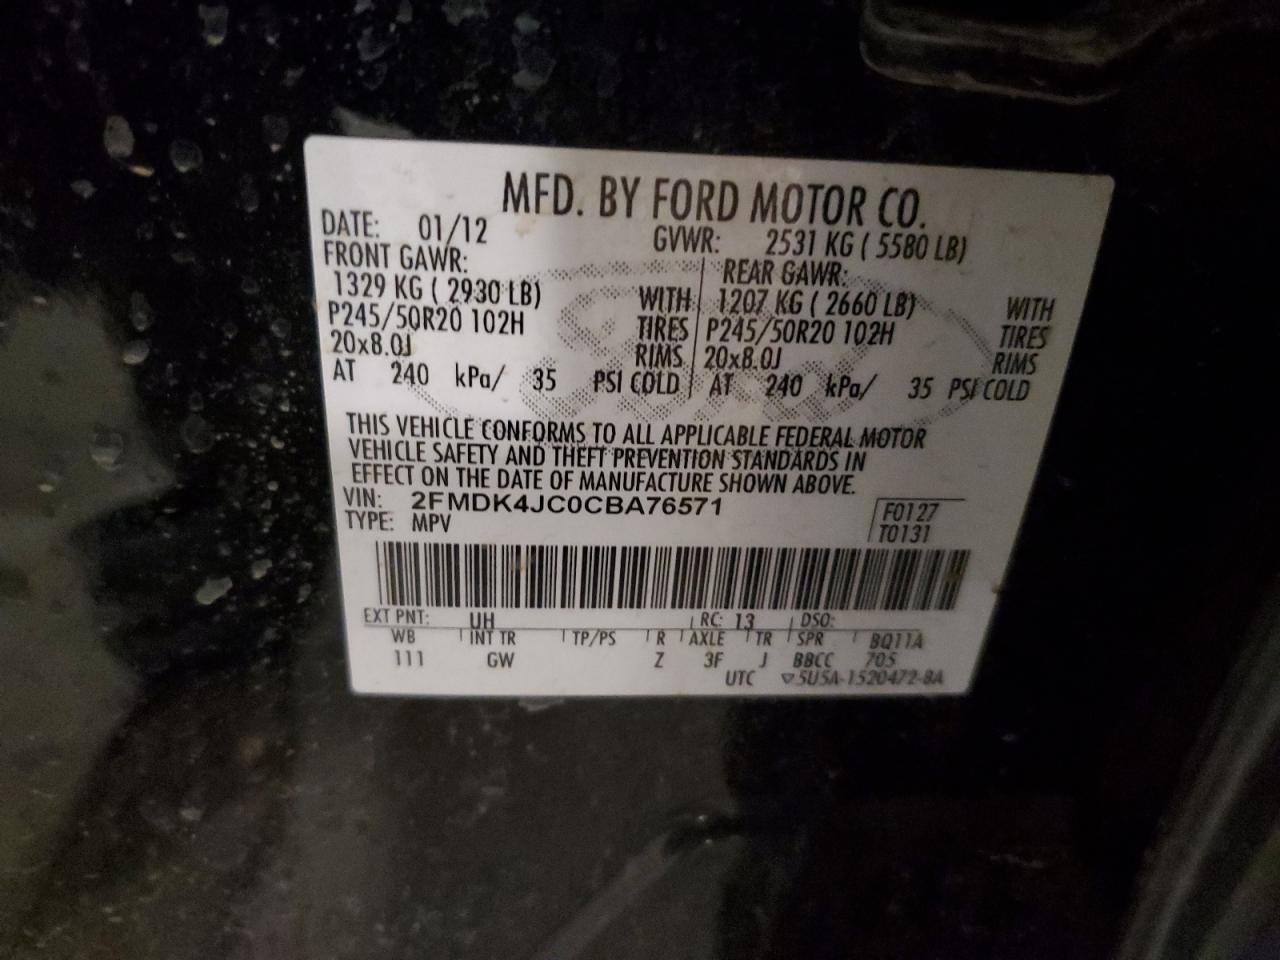 MFD. BY FORD MOTOR CO.
DATE: 01/12 GVWR: 2531 KG ( 5580 LB)
FRONT GAWR: REAR GAWR:
1329 KG ( 2930 LB) WITH 1207 KG ( 2660 LB) WITH
P245/50R20 102H TIRES P245/50R20 102H TIRES
20x8.0J RIMS 20x8.0J RIMS
AT 240 kPa/ 35 PSI COLD AT 240 kPa/ 35 PSI COLD
THIS VEHICLE CONFORMS TO ALL APPLICABLE FEDERAL MOTOR
VEHICLE SAFETY AND THEFT PREVENTION STANDARDS IN
EFFECT ON THE DATE OF MANUFACTURE SHOWN ABOVE.
VIN: 2FMDK4JC0CBA76571 F0127
TYPE: MPV T0131
EXT PNT: UH RC: 13 DSO:
WB INT TR TP/PS R AXLE TR SPR BQ11A
111 GW Z 3F J BBCC 705
UTC ▽5U5A-1520472-BA